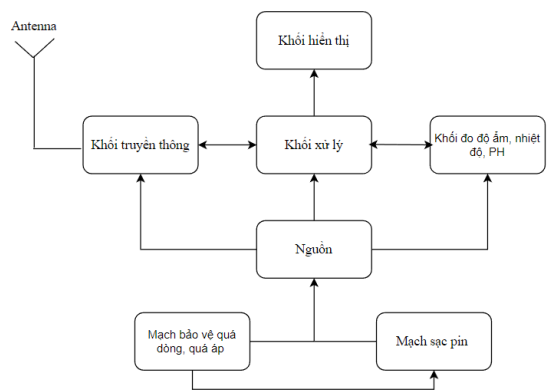 Antenna
Khối hiển thị
Khối truyền thông
Khối xử lý
Khối đo độ ẩm, nhiệt
độ, PH
Nguồn
Mạch bảo vệ quá
dòng, quá áp
Mạch sạc pin